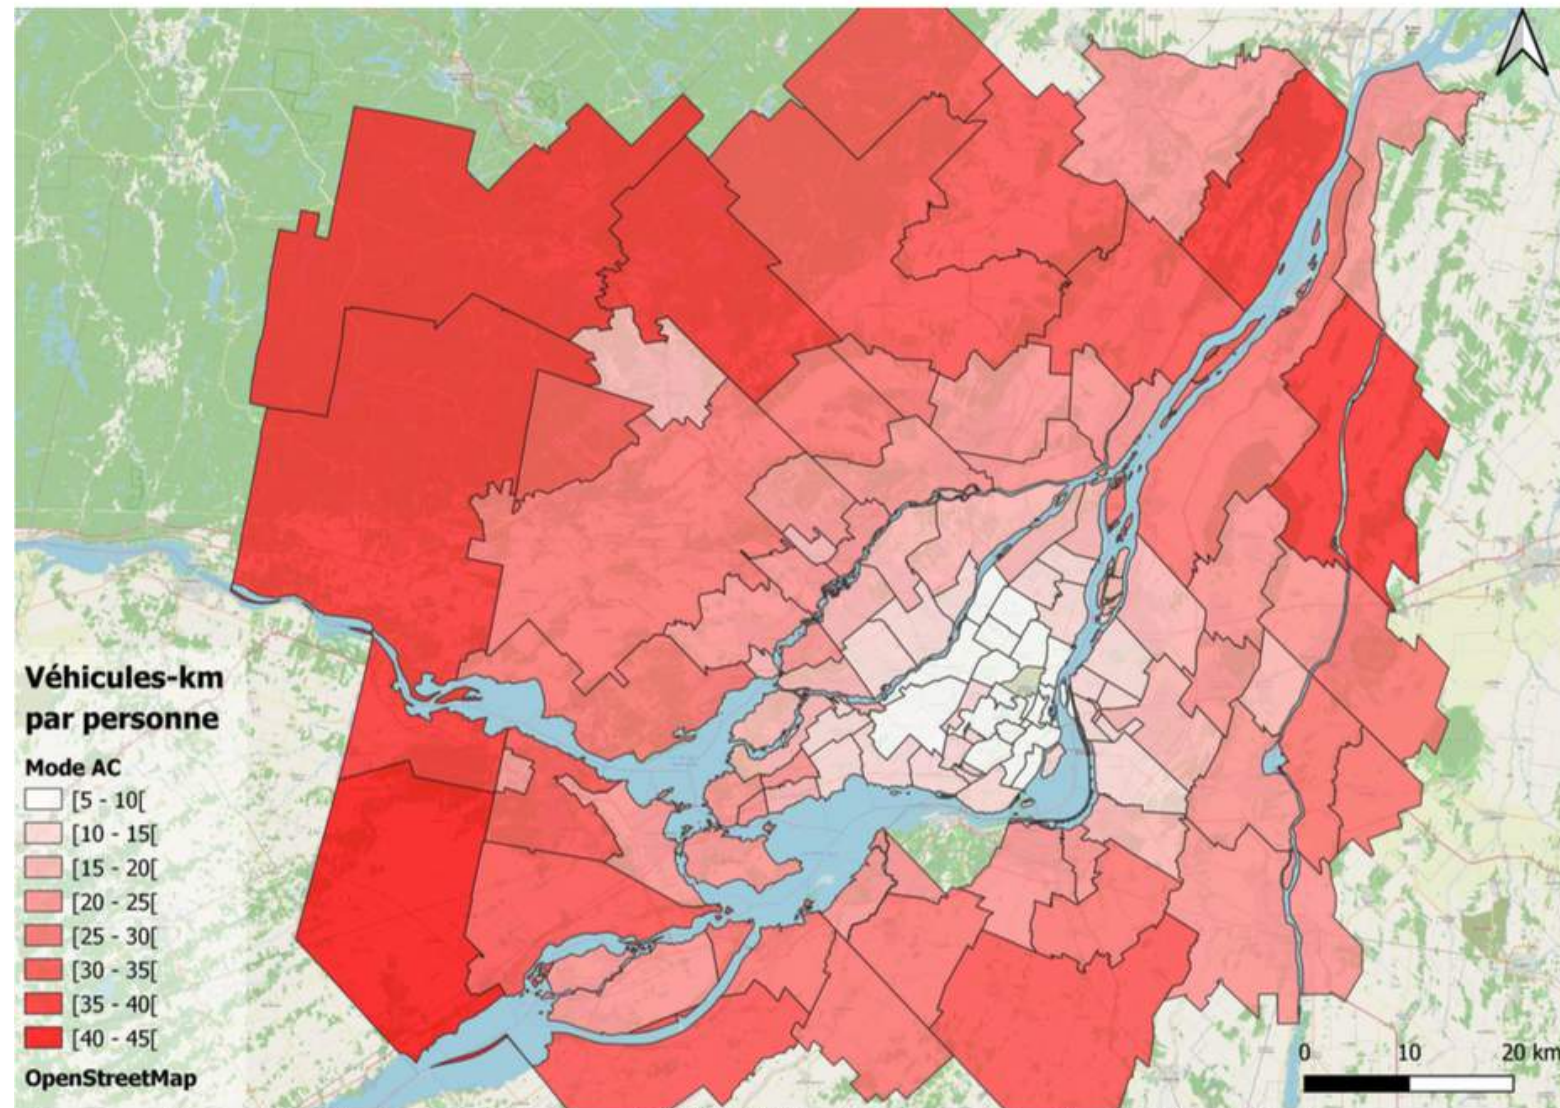 Véhicules-km
par personne
Mode AC
[5 - 10[
[10 - 15[
[15 - 20[
[20 - 25[
[25 - 30[
[30 - 35[
[35 - 40[
[40 - 45[
OpenStreetMap
0 10 20 km